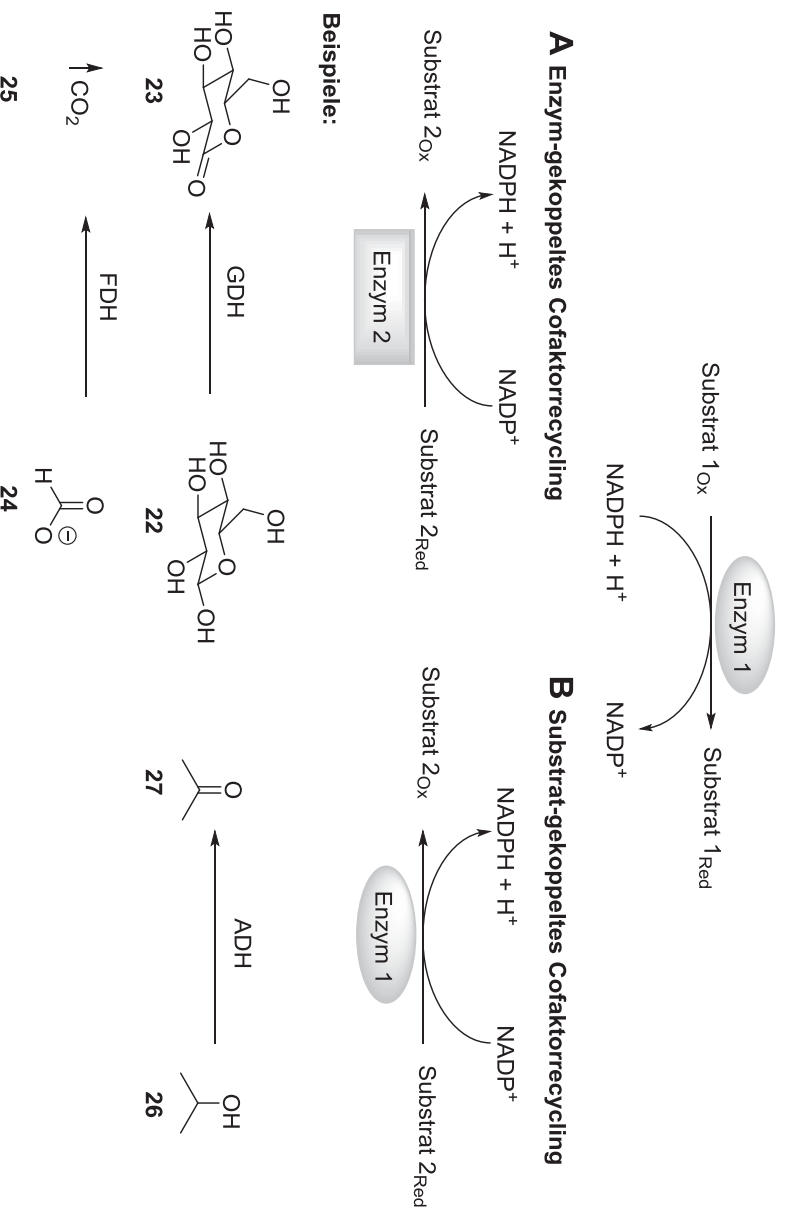 Enzym 1
Substrat 1Ox
Substrat 1Red
NADPH + H+
NADP+
A Enzym-gekoppeltes Cofaktorrecycling
NADPH + H+
NADP+
Substrat 2Ox
Substrat 2Red
Enzym 2
B Substrat-gekoppeltes Cofaktorrecycling
NADPH + H+
NADP+
Substrat 2Ox
Substrat 2Red
Enzym 1
Beispiele:
OH
HO
HO
O
OH
O
23
GDH
OH
HO
HO
O
OH
OH
22
CO2
25
FDH
O
H
O
−
24
O
27
ADH
OH
26